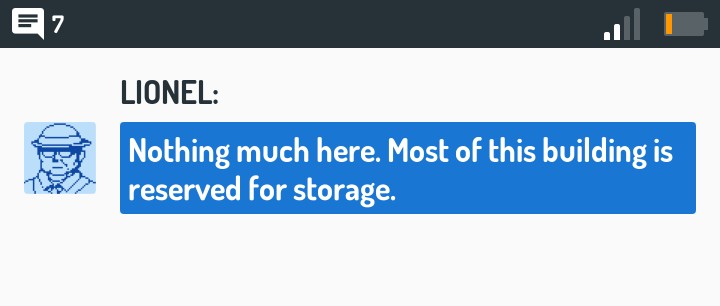 7
LIONEL:
Nothing much here. Most of this building is
reserved for storage.